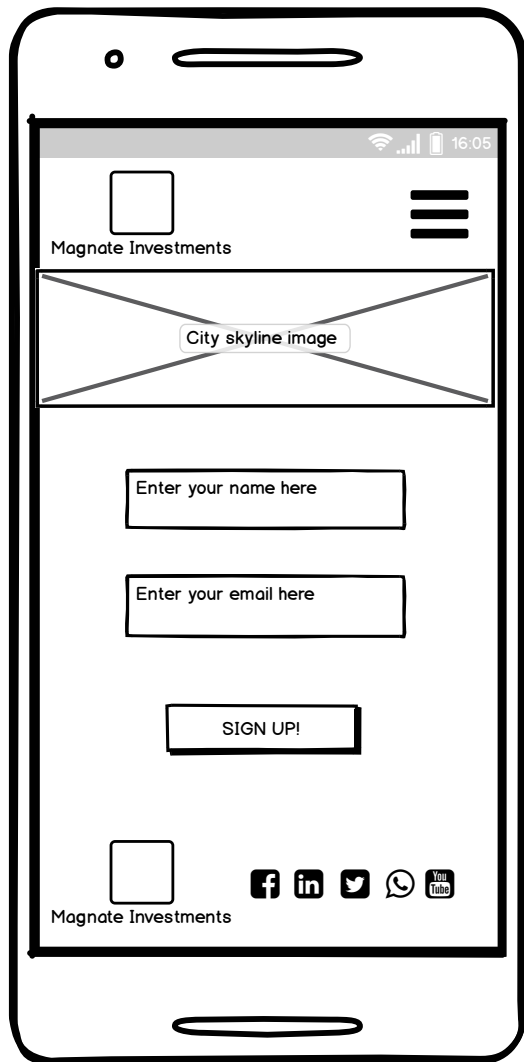 16:05
Magnate Investments
City skyline image
Enter your name here
Enter your email here
SIGN UP!
f in You Tube
Magnate Investments